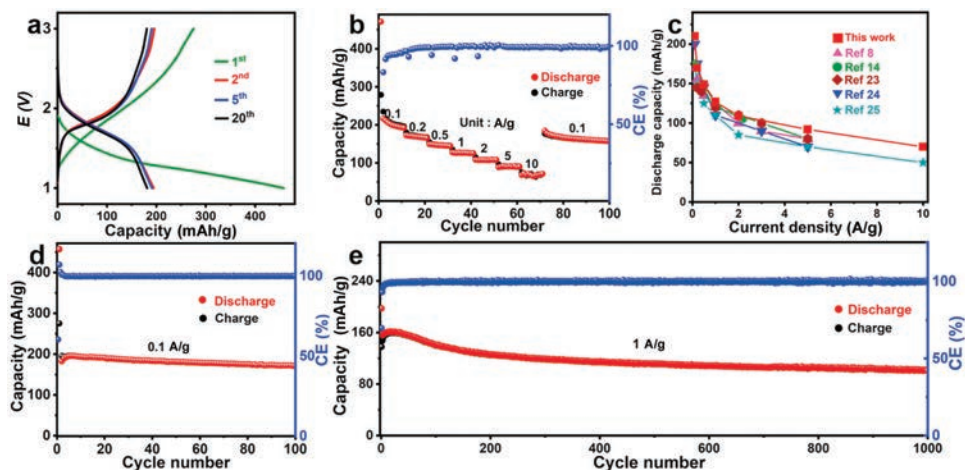 a
E (V)
3
2
1
1st
2nd
5th
20th
0 100 200 300 400
Capacity (mAh/g)
b
Capacity (mAh/g)
400
300
200
100
0
Discharge
Charge
Unit : A/g
0.1
0.2
0.5
1
2
5
10
0.1
100
50
0
CE (%)
0 20 40 60 80 100
Cycle number
c
Discharge capacity (mAh/g)
200
150
100
50
0
This work
Ref 8
Ref 14
Ref 23
Ref 24
Ref 25
0 2 4 6 8 10
Current density (A/g)
d
Capacity (mAh/g)
400
300
200
100
0
Discharge
Charge
0.1 A/g
100
50
0
CE (%)
0 20 40 60 80 100
Cycle number
e
Capacity (mAh/g)
240
160
80
0
Discharge
Charge
1 A/g
100
50
0
CE (%)
0 200 400 600 800 1000
Cycle number